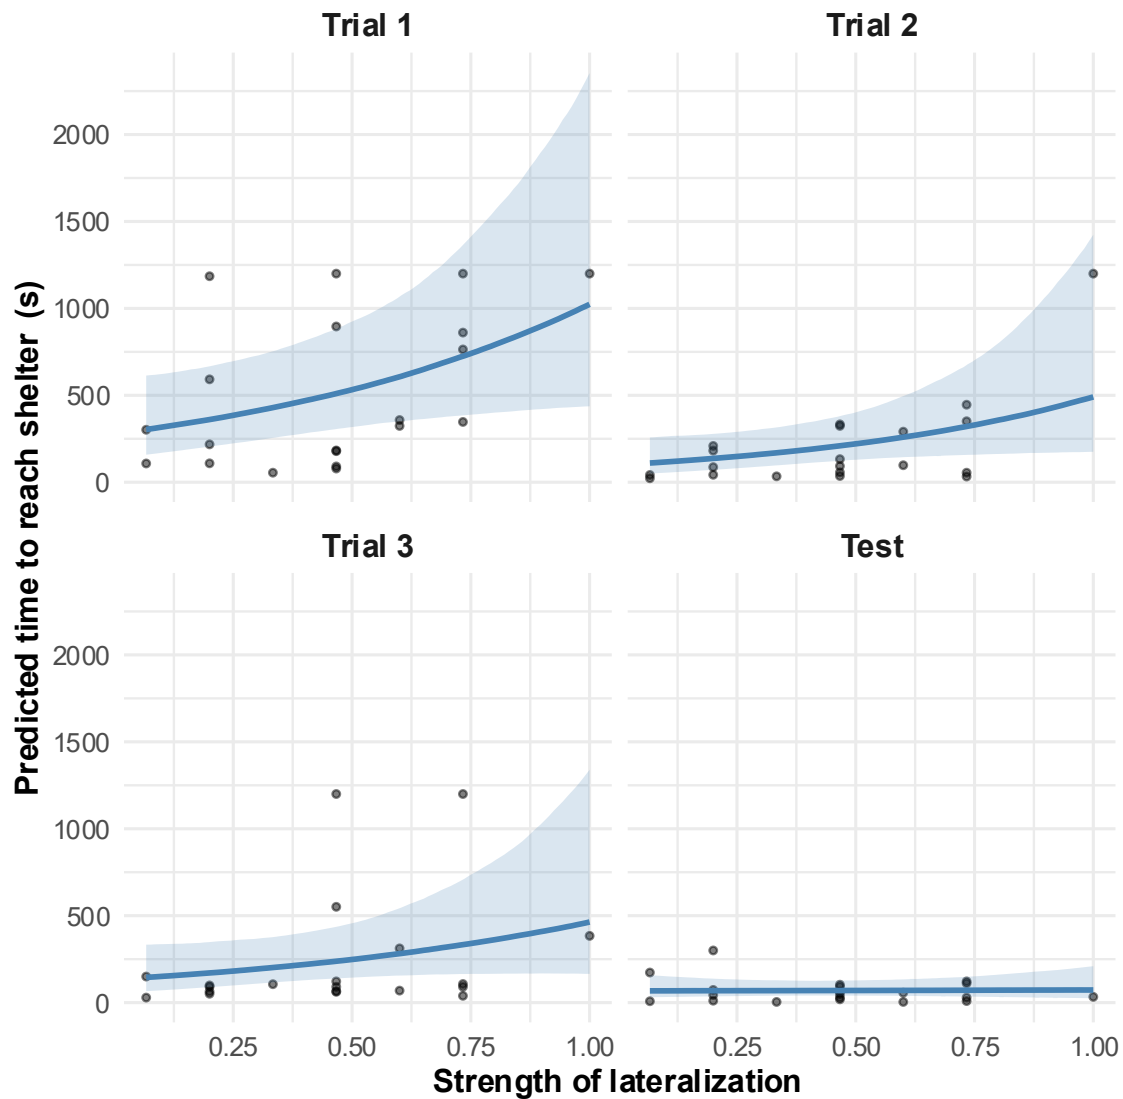 Trial 1
Trial 2
Predicted time to reach shelter (s)
2000
1500
1000
500
0
Trial 3
Test
2000
1500
1000
500
0
0.25 0.50 0.75 1.00
0.25 0.50 0.75 1.00
Strength of lateralization